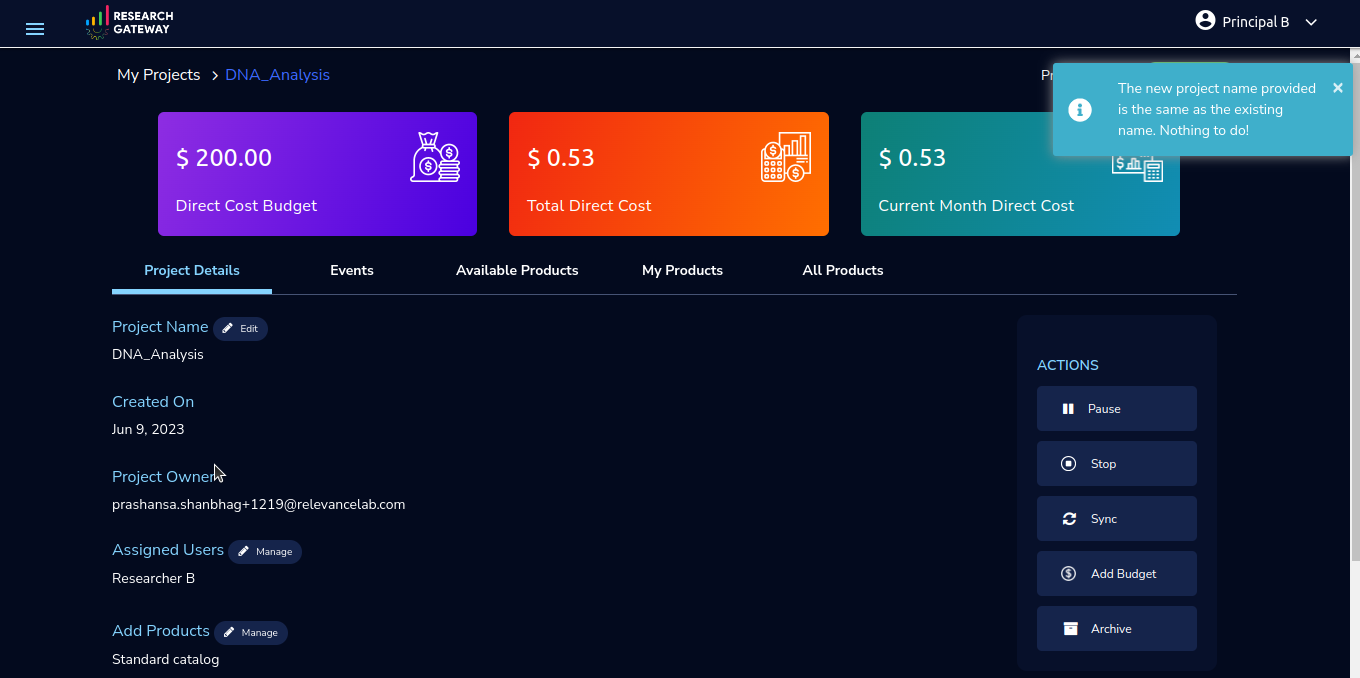 RESEARCH
GATEWAY
Principal B
My Projects > DNA_Analysis
The new project name provided
is the same as the existing
name. Nothing to do!
$ 200.00
Direct Cost Budget
$ 0.53
Total Direct Cost
$ 0.53
Current Month Direct Cost
Project Details
Events
Available Products
My Products
All Products
Project Name
Edit
DNA_Analysis
Created On
Jun 9, 2023
Project Owner
prashansa.shanbhag+1219@relevancelab.com
Assigned Users
Manage
Researcher B
Add Products
Manage
Standard catalog
ACTIONS
Pause
Stop
Sync
Add Budget
Archive